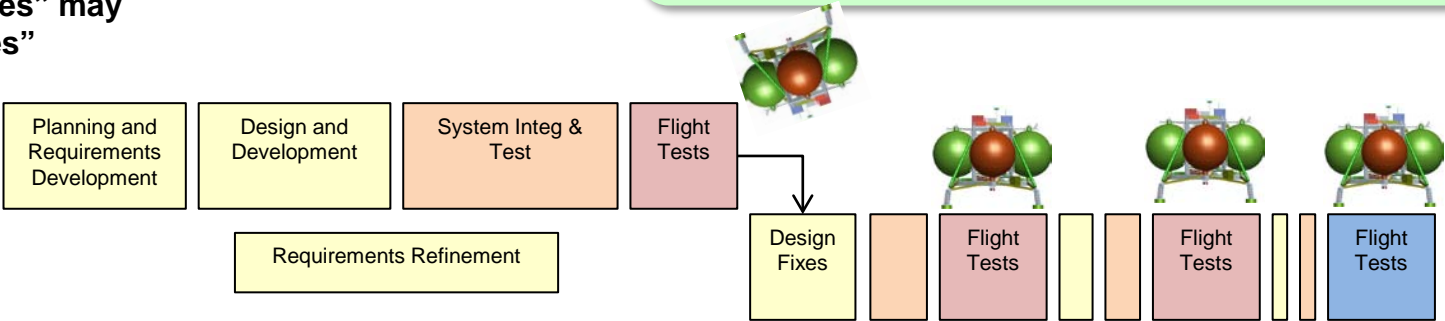 es” may
es”
Planning and
Requirements
Development
Design and
Development
System Integ &
Test
Flight
Tests
Requirements Refinement
Design
Fixes
Flight
Tests
Flight
Tests
Flight
Tests